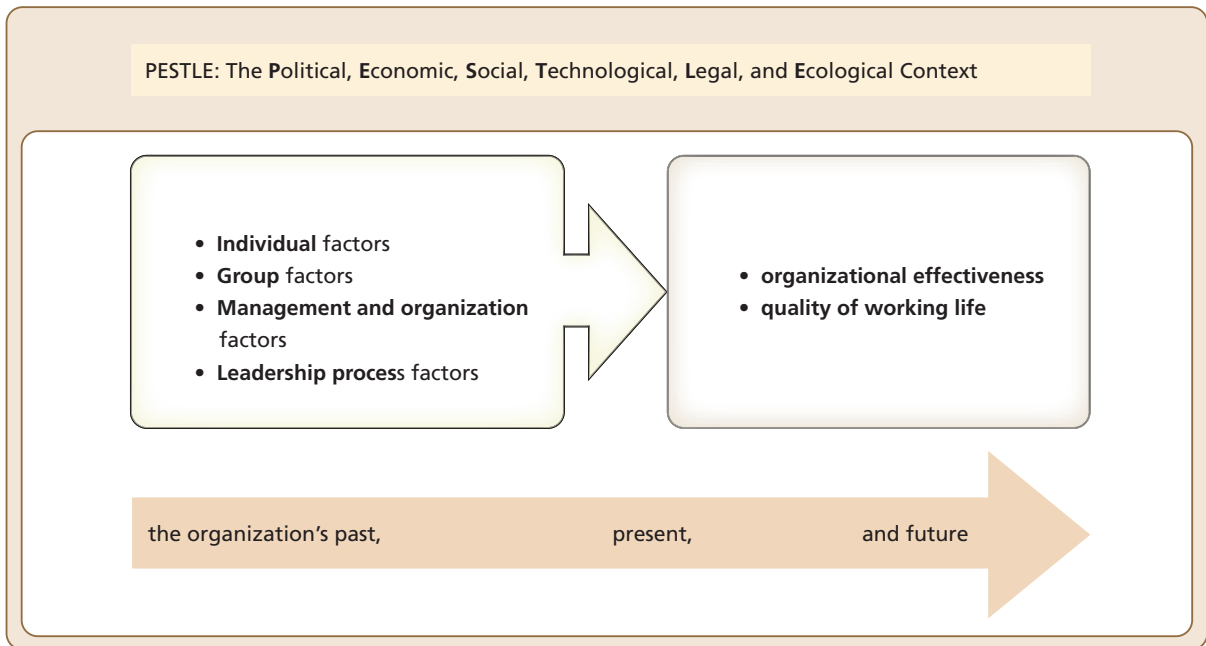 PESTLE: The Political, Economic, Social, Technological, Legal, and Ecological Context
• Individual factors
• Group factors
• Management and organization
factors
• Leadership process factors
• organizational effectiveness
• quality of working life
the organization’s past, present, and future